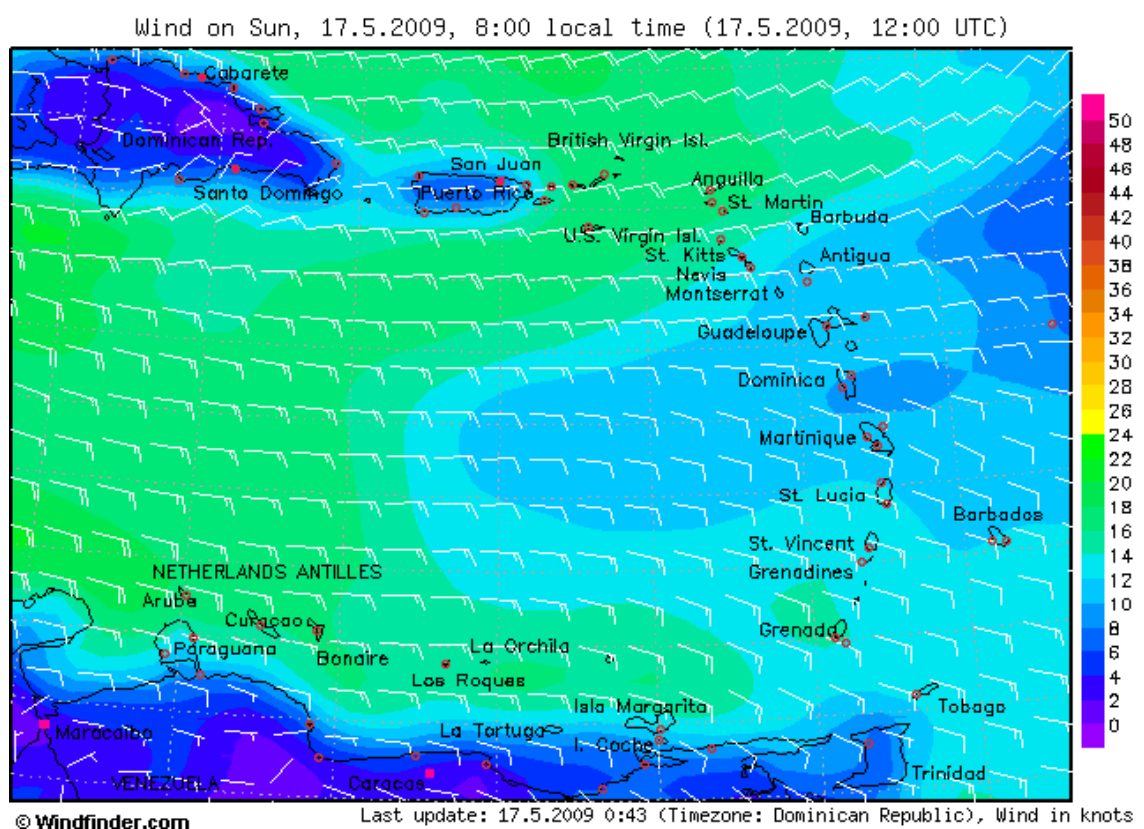 Wind on Sun, 17.5.2009, 8:00 local time (17.5.2009, 12:00 UTC)
Cabarete
Dominican Rep.
British Virgin Isl.
San Juan
Santo Domingo
Puerto Rico
Anguilla
St. Martin
Barbuda
U.S. Virgin Isl.
St. Kitts
Antigua
Nevis
Montserrat
Guadeloupe
Dominica
Martinique
St. Lucia
Barbados
St. Vincent
Grenadines
NETHERLANDS ANTILLES
Aruba
Curacao
Grenada
Paraguana
Bonaire
La Orchila
Los Roques
Isla Margarita
Tobago
Maracaibo
La Tortuga
I. Coche
VENEZUELA
Caracas
Trinidad
50
48
46
44
42
40
38
36
34
32
30
28
26
24
22
20
18
16
14
12
10
8
6
4
2
0
© Windfinder.com
Last update: 17.5.2009 0:43 (Timezone: Dominican Republic), Wind in knots